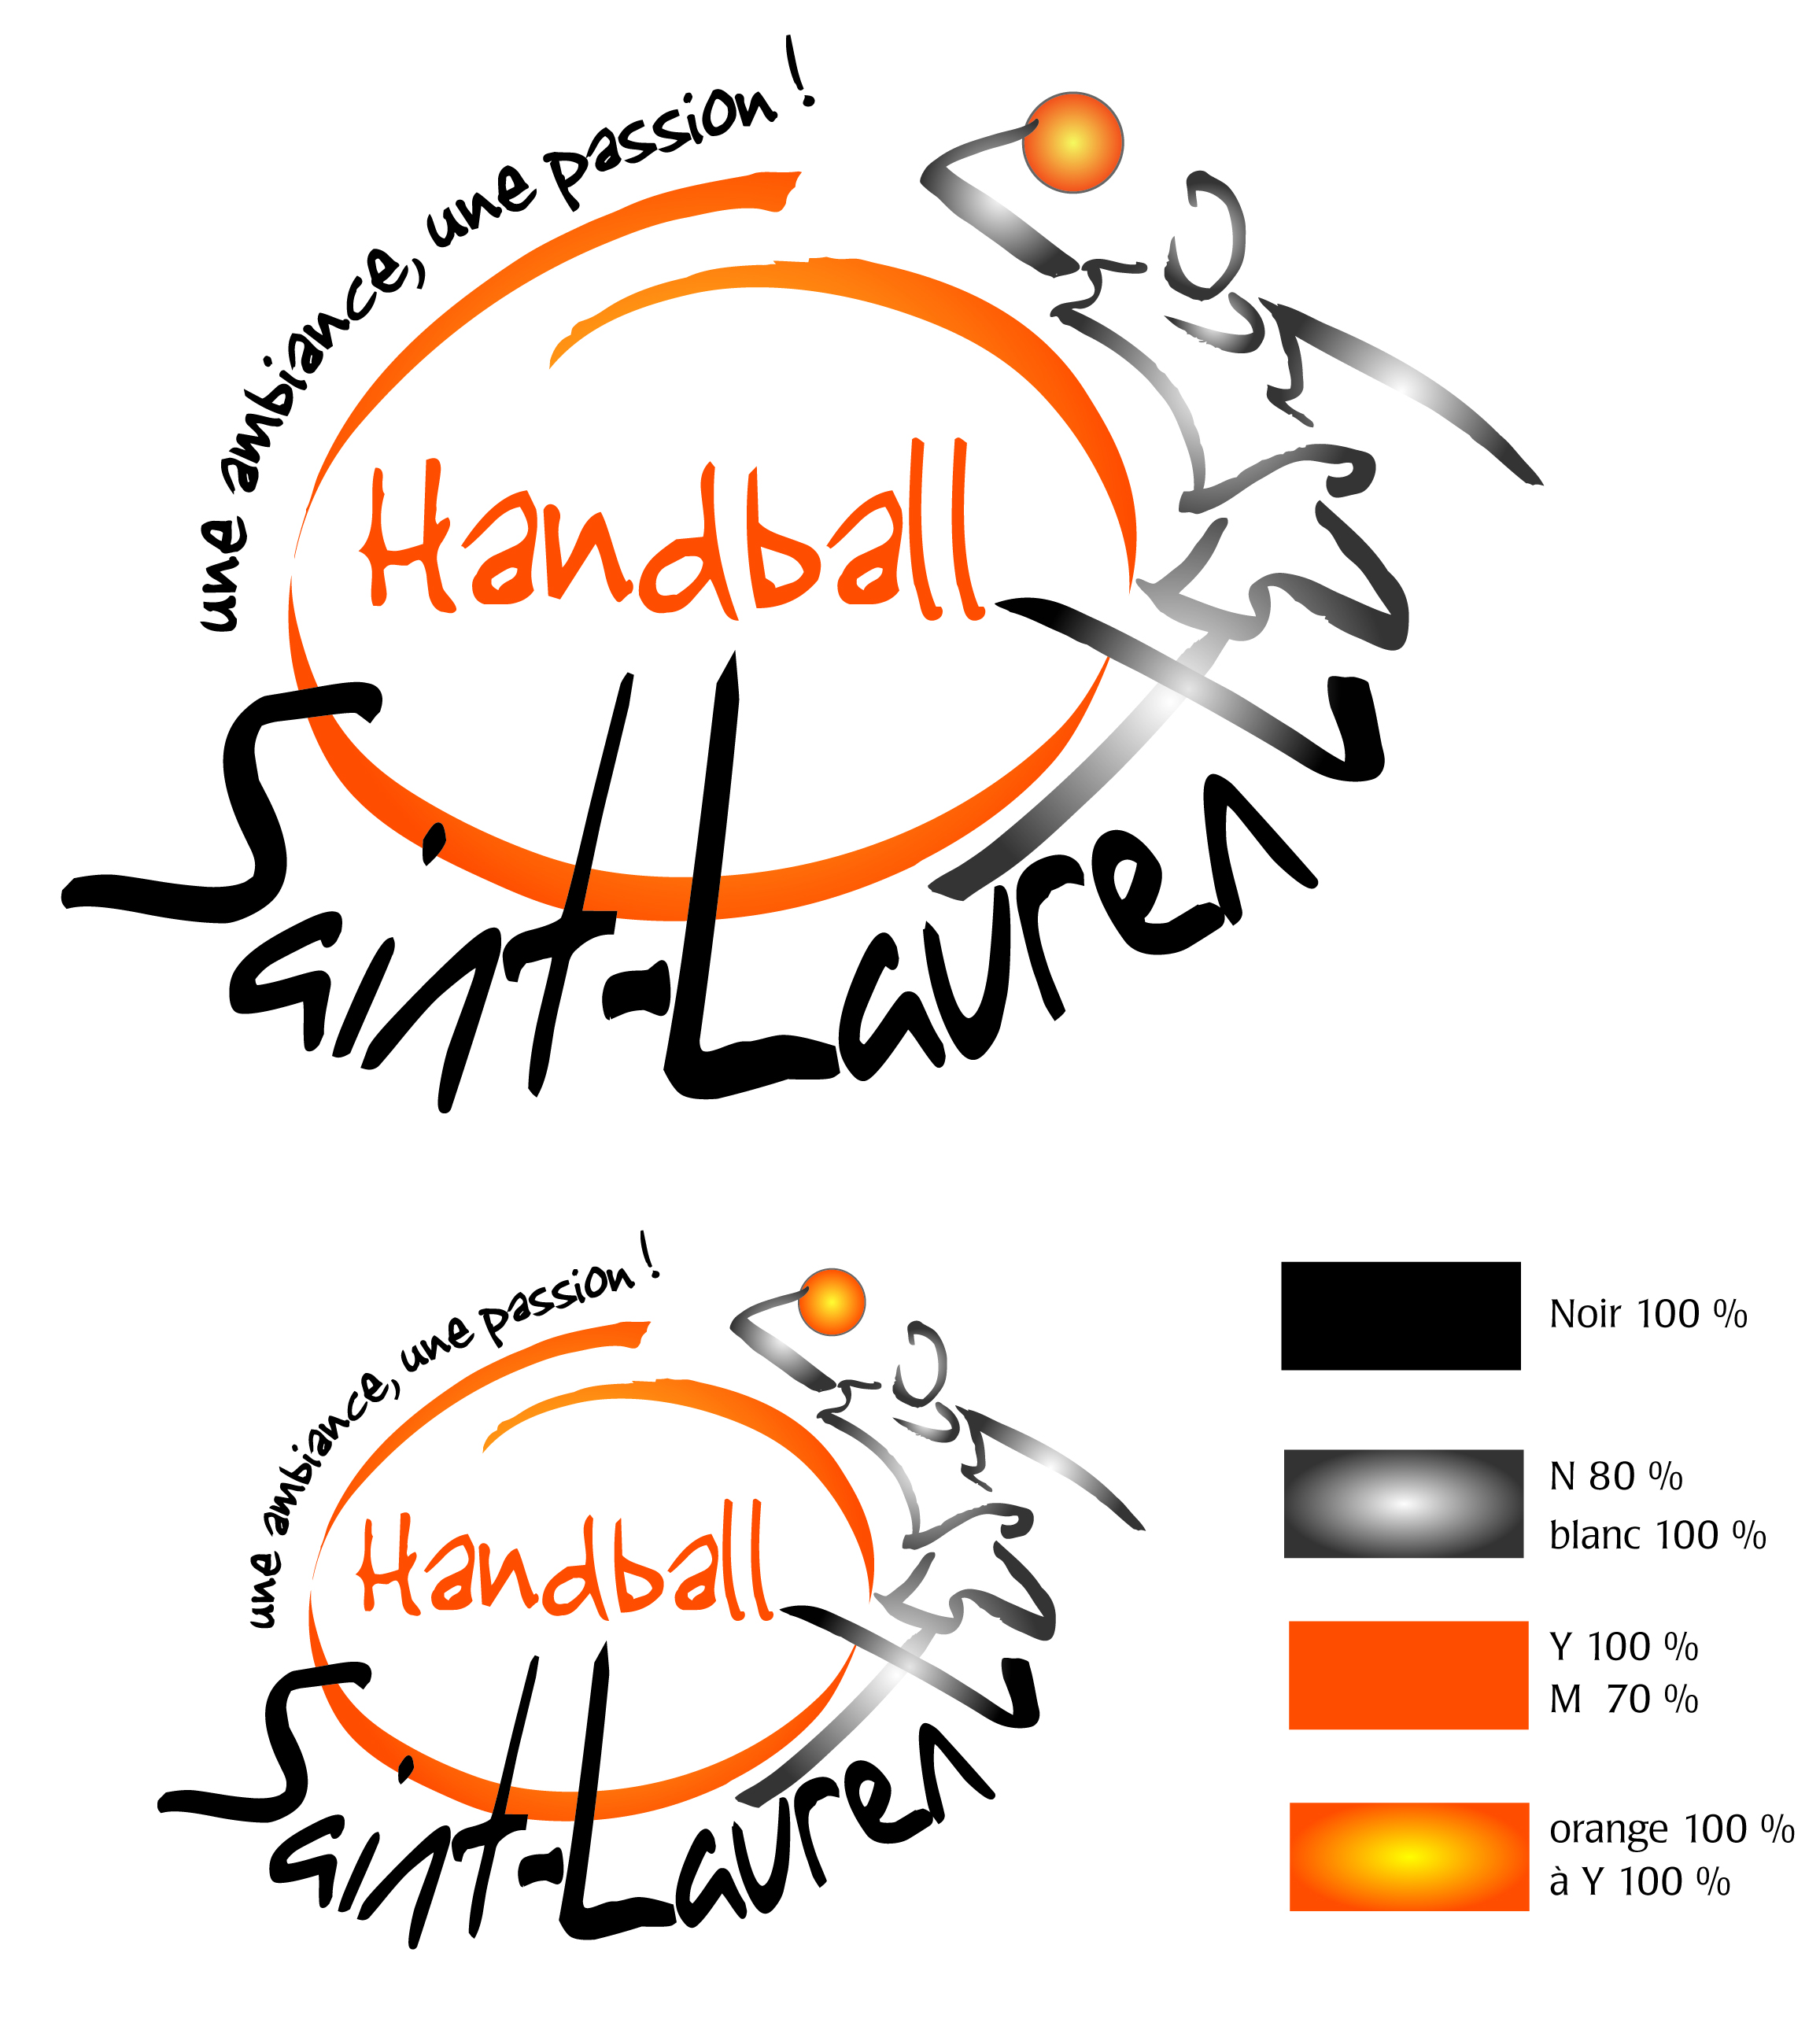 une ambiance, une passion !
Handball
Saint-Laurent
une ambiance, une passion !
Handball
Saint-Laurent
Noir 100 %
N 80 %
blanc 100 %
Y 100 %
M 70 %
orange 100 %
à Y 100 %